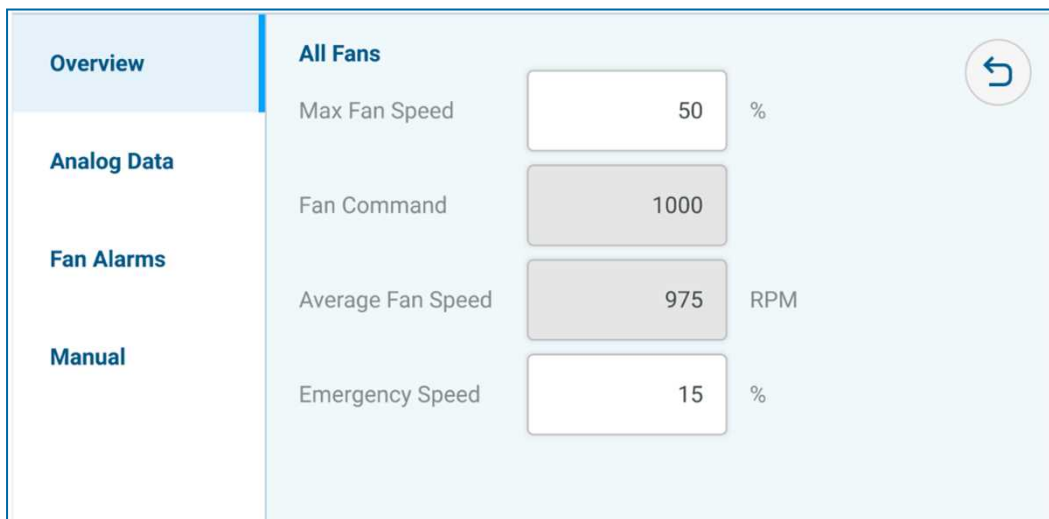 Overview
Analog Data
Fan Alarms
Manual
All Fans
Max Fan Speed 50 %
Fan Command 1000
Average Fan Speed 975 RPM
Emergency Speed 15 %